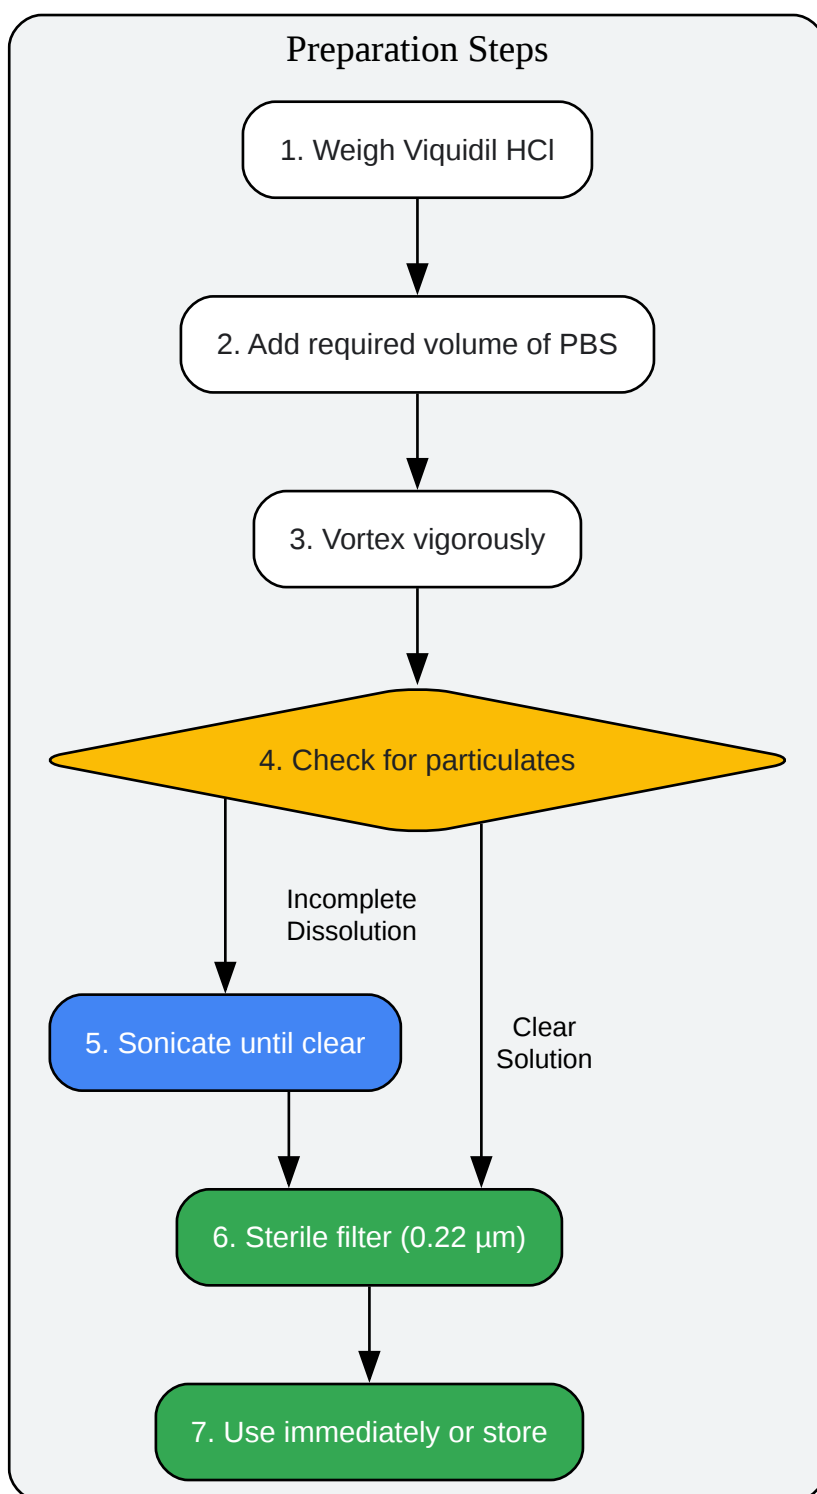 Preparation Steps
1. Weigh Viquidil HCl
2. Add required volume of PBS
3. Vortex vigorously
4. Check for particulates
Incomplete
Dissolution
5. Sonicate until clear
Clear
Solution
6. Sterile filter (0.22 µm)
7. Use immediately or store